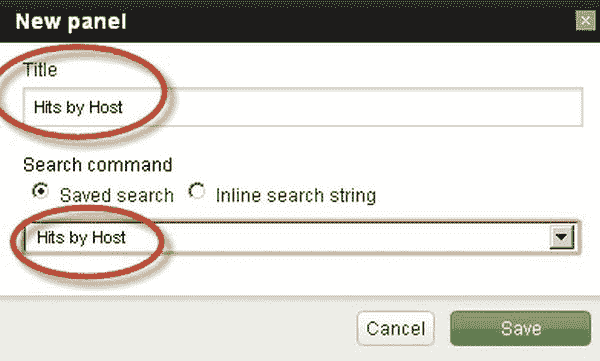 New panel
Title
Hits by Host
Search command
Saved search Inline search string
Hits by Host
Cancel Save